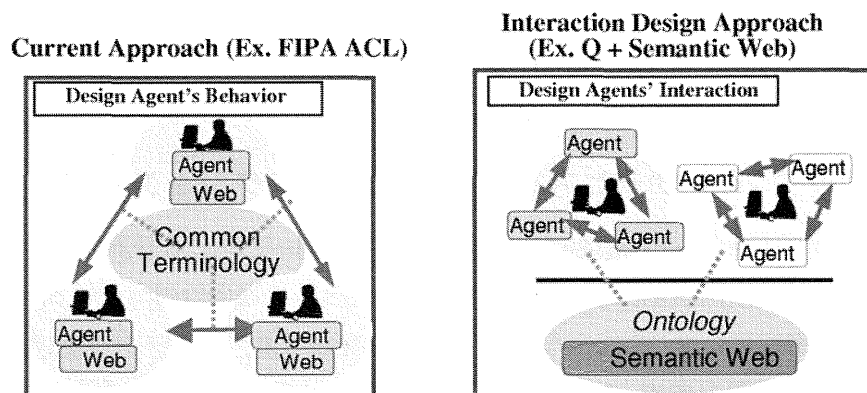 Current Approach (Ex. FIPA ACL)
Design Agent's Behavior
Agent
Web
Common
Terminology
Agent
Web
Agent
Web
Interaction Design Approach
(Ex. Q + Semantic Web)
Design Agents' Interaction
Agent
Agent
Agent
Agent
Agent
Agent
Ontology
Semantic Web